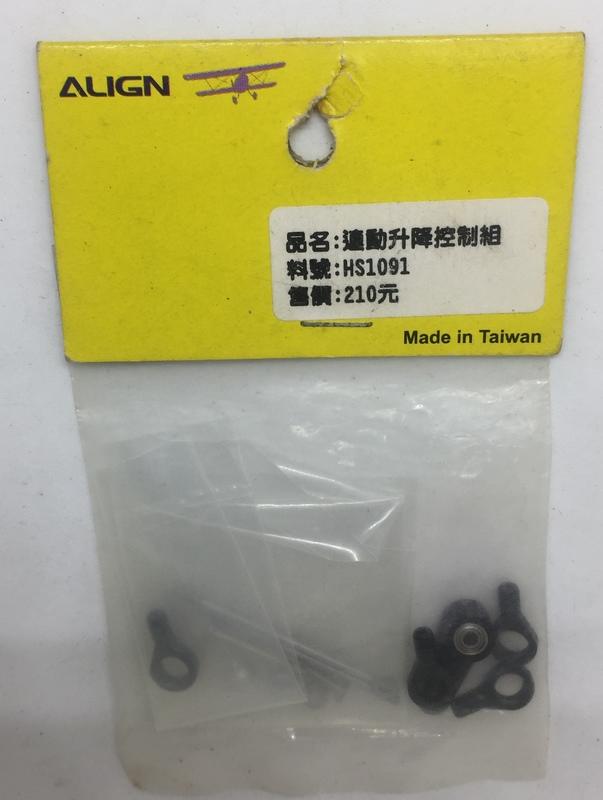 ALIGN
品名:連動升降控制組
料號:HS1091
售價:210元
Made in Taiwan